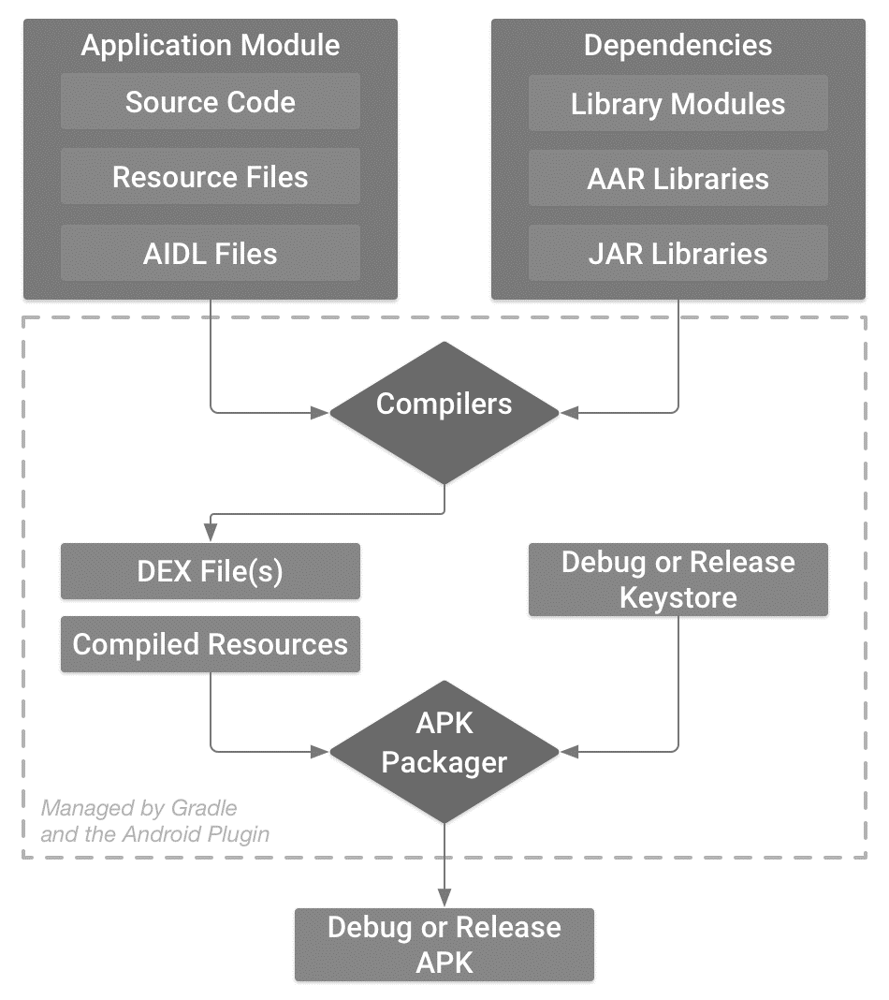 Application Module
Source Code
Resource Files
AIDL Files
Dependencies
Library Modules
AAR Libraries
JAR Libraries
Compilers
DEX File(s)
Compiled Resources
Debug or Release
Keystore
APK
Packager
Managed by Gradle
and the Android Plugin
Debug or Release
APK